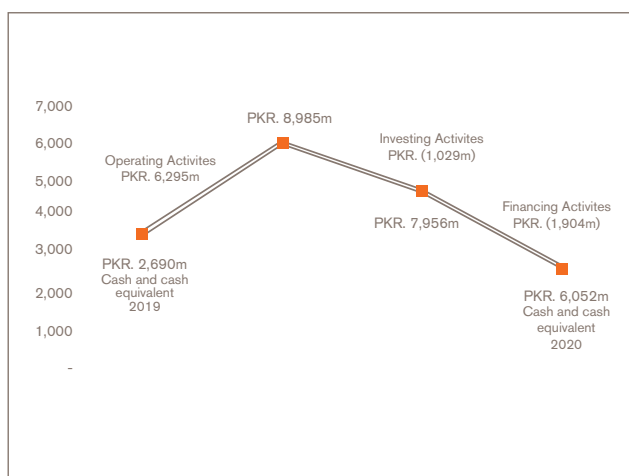 7,000
6,000
5,000
4,000
3,000
2,000
1,000
-
Operating Activites
PKR. 6,295m
PKR. 2,690m
Cash and cash
equivalent
2019
PKR. 8,985m
Investing Activites
PKR. (1,029m)
PKR. 7,956m
Financing Activites
PKR. (1,904m)
PKR. 6,052m
Cash and cash
equivalent
2020